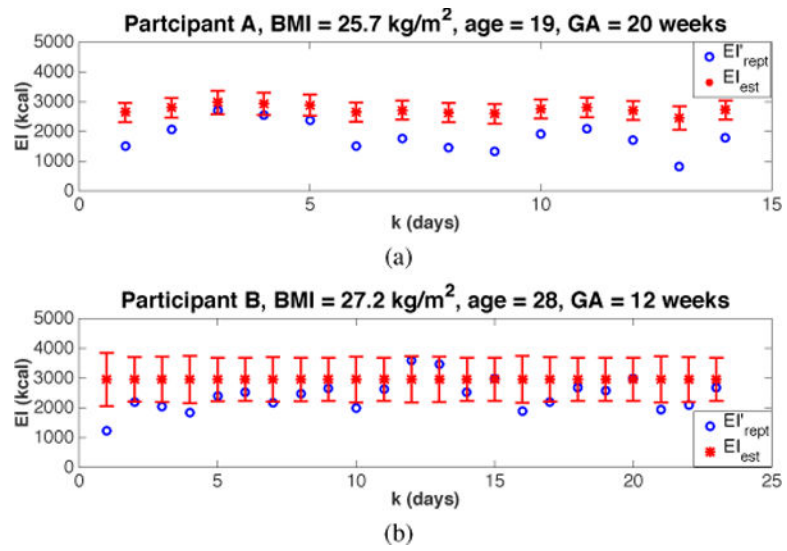 Partcipant A, BMI = 25.7 kg/m², age = 19, GA = 20 weeks
EI (kcal)
5000
4000
3000
2000
1000
0
EI'rept
EIest
0 5 10 15
k (days)
(a)
Participant B, BMI = 27.2 kg/m², age = 28, GA = 12 weeks
EI (kcal)
5000
4000
3000
2000
1000
0
EI'rept
EIest
0 5 10 15 20 25
k (days)
(b)